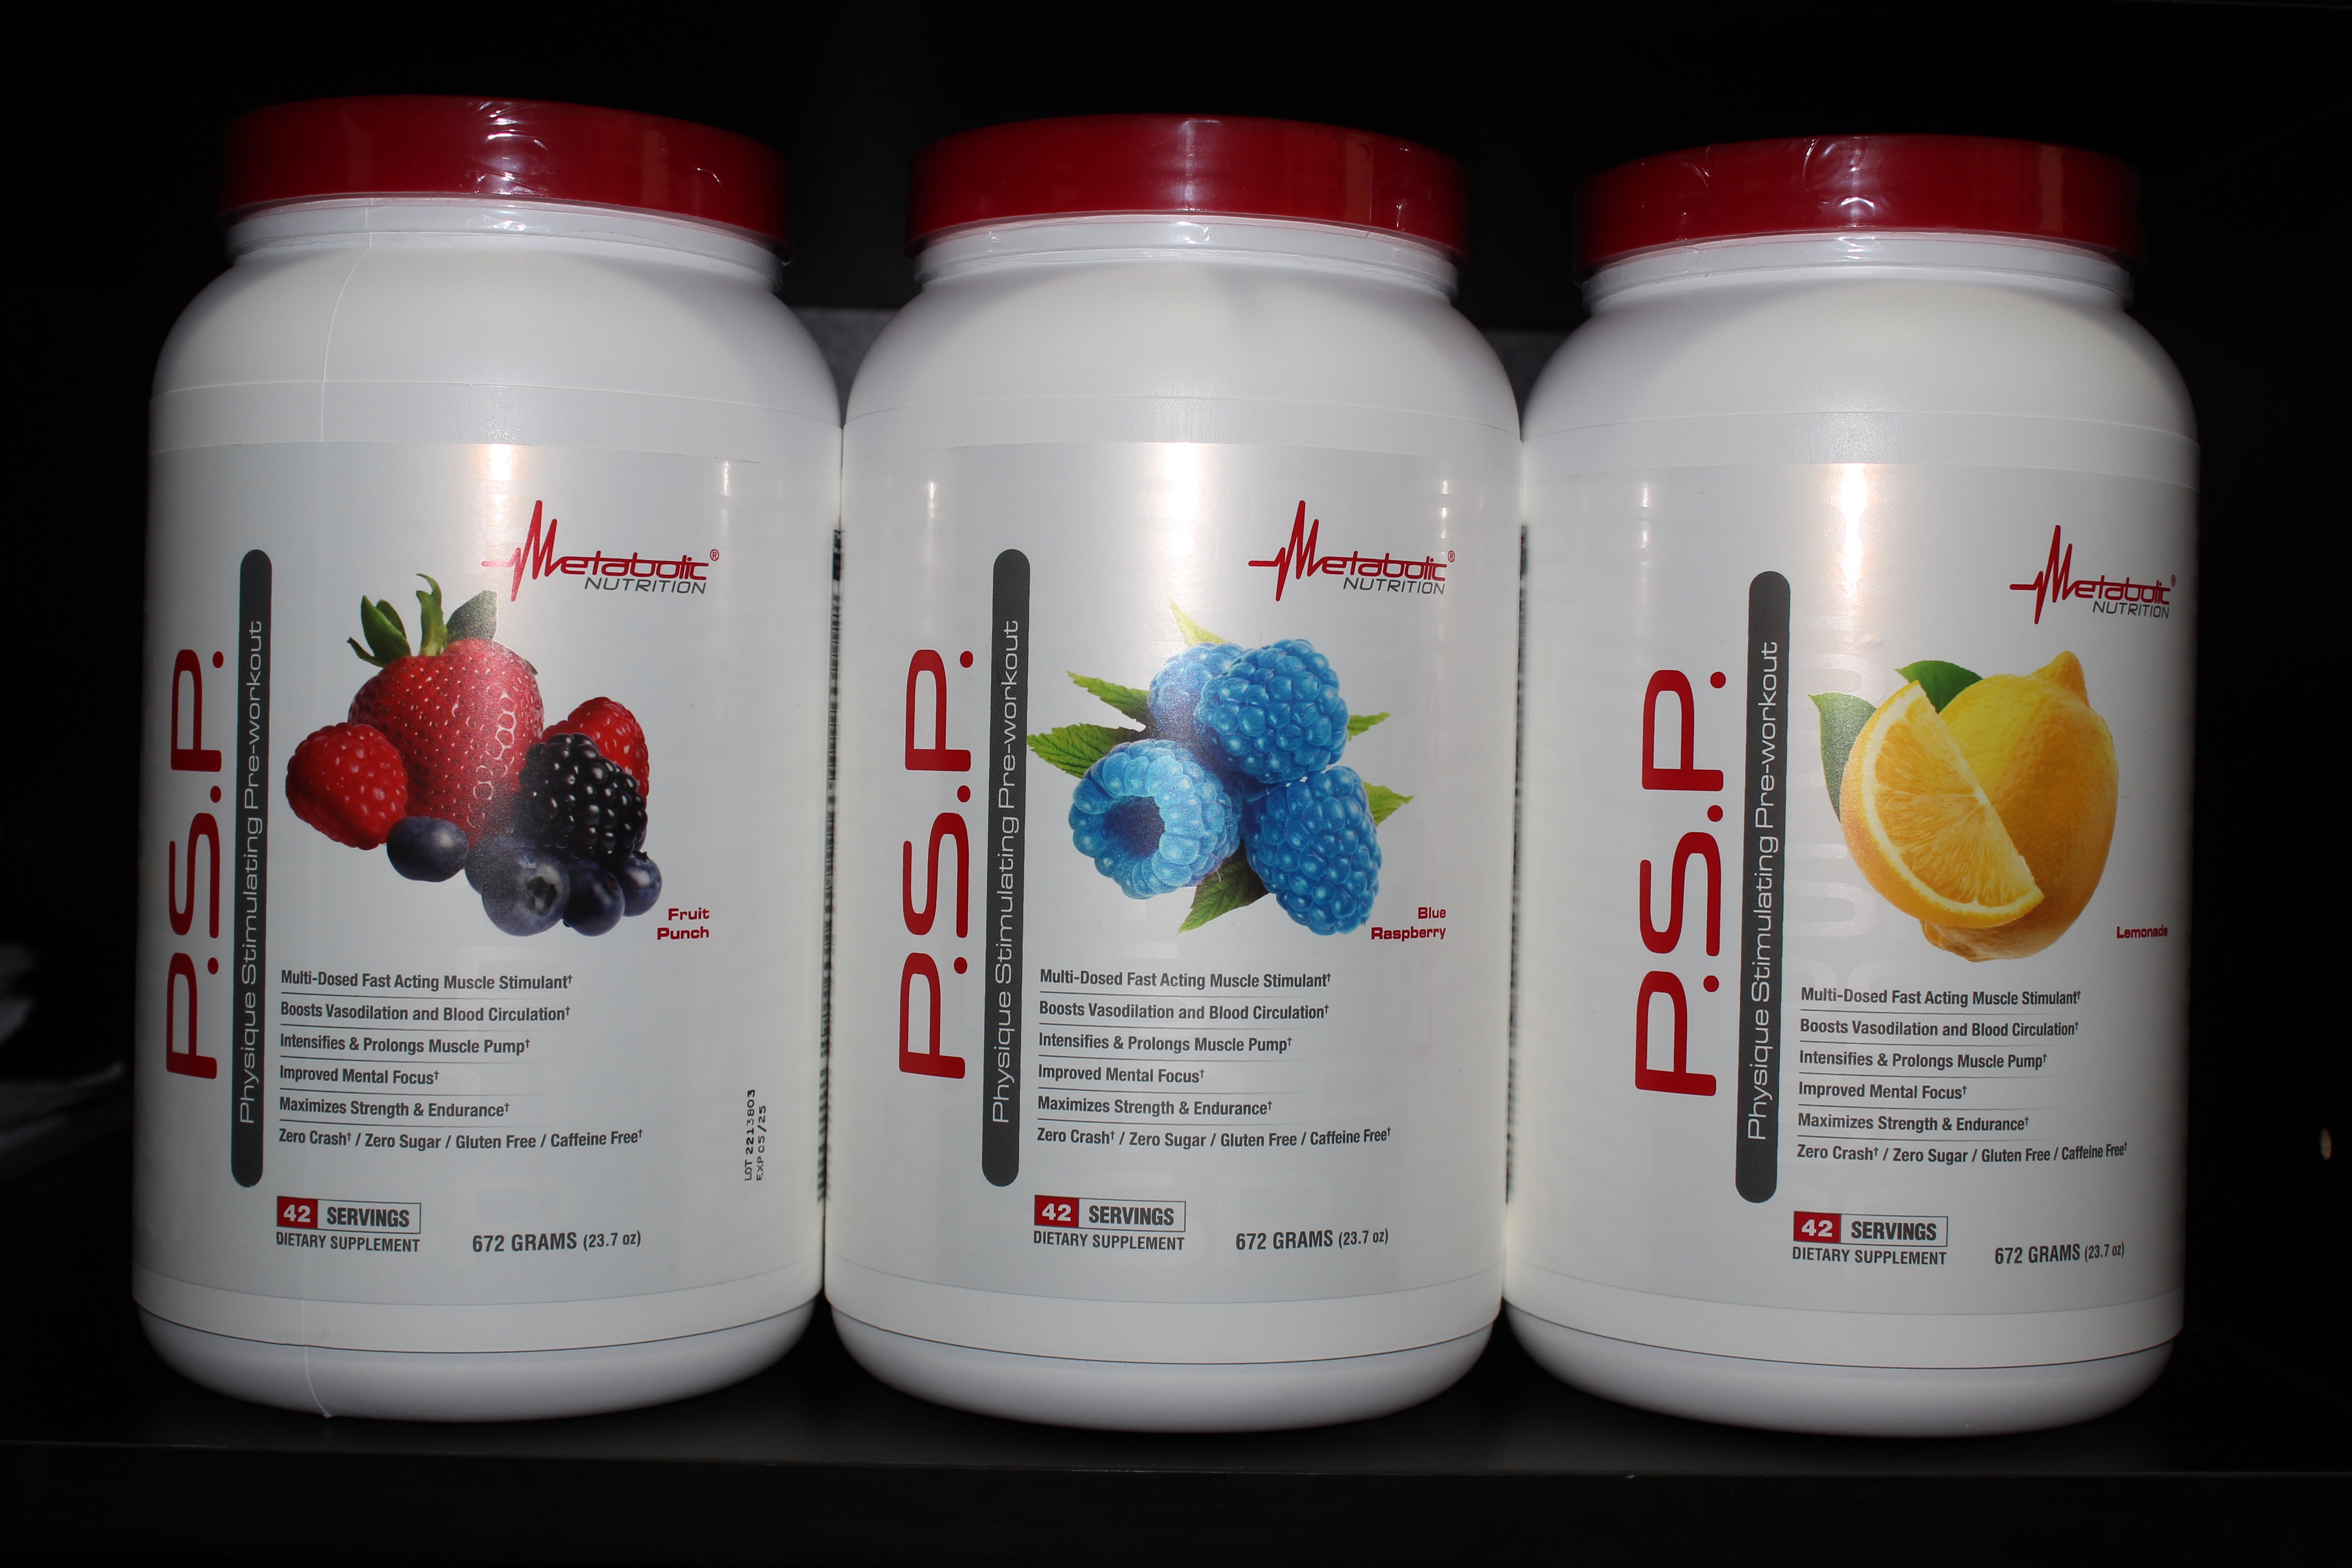 Metabolic®
NUTRITION
P.S.P.
Physique Stimulating Pre-workout
Fruit
Punch
Multi-Dosed Fast Acting Muscle Stimulant†
Boosts Vasodilation and Blood Circulation†
Intensifies & Prolongs Muscle Pump†
Improved Mental Focus†
Maximizes Strength & Endurance†
Zero Crash† / Zero Sugar / Gluten Free / Caffeine Free†
LOT 2213803
EXP 05/25
42 SERVINGS
DIETARY SUPPLEMENT
672 GRAMS (23.7 oz)
Metabolic®
NUTRITION
P.S.P.
Physique Stimulating Pre-workout
Blue
Raspberry
Multi-Dosed Fast Acting Muscle Stimulant†
Boosts Vasodilation and Blood Circulation†
Intensifies & Prolongs Muscle Pump†
Improved Mental Focus†
Maximizes Strength & Endurance†
Zero Crash† / Zero Sugar / Gluten Free / Caffeine Free†
42 SERVINGS
DIETARY SUPPLEMENT
672 GRAMS (23.7 oz)
Metabolic®
NUTRITION
P.S.P.
Physique Stimulating Pre-workout
Lemonade
Multi-Dosed Fast Acting Muscle Stimulant†
Boosts Vasodilation and Blood Circulation†
Intensifies & Prolongs Muscle Pump†
Improved Mental Focus†
Maximizes Strength & Endurance†
Zero Crash† / Zero Sugar / Gluten Free / Caffeine Free†
42 SERVINGS
DIETARY SUPPLEMENT
672 GRAMS (23.7 oz)